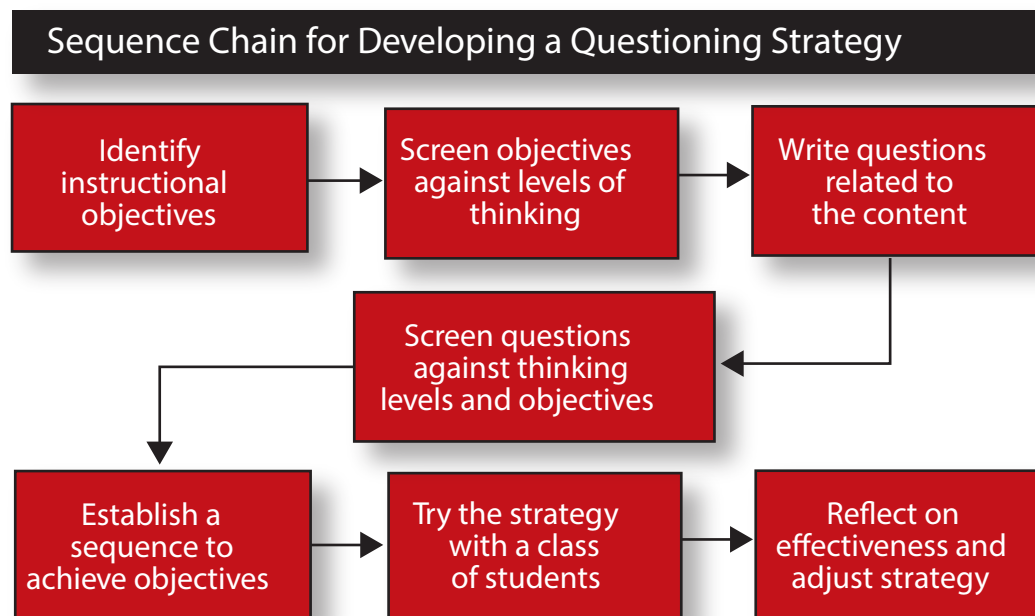 Sequence Chain for Developing a Questioning Strategy
Identify
instructional
objectives
Screen objectives
against levels of
thinking
Write questions
related to
the content
Screen questions
against thinking
levels and objectives
Establish a
sequence to
achieve objectives
Try the strategy
with a class
of students
Reflect on
effectiveness and
adjust strategy